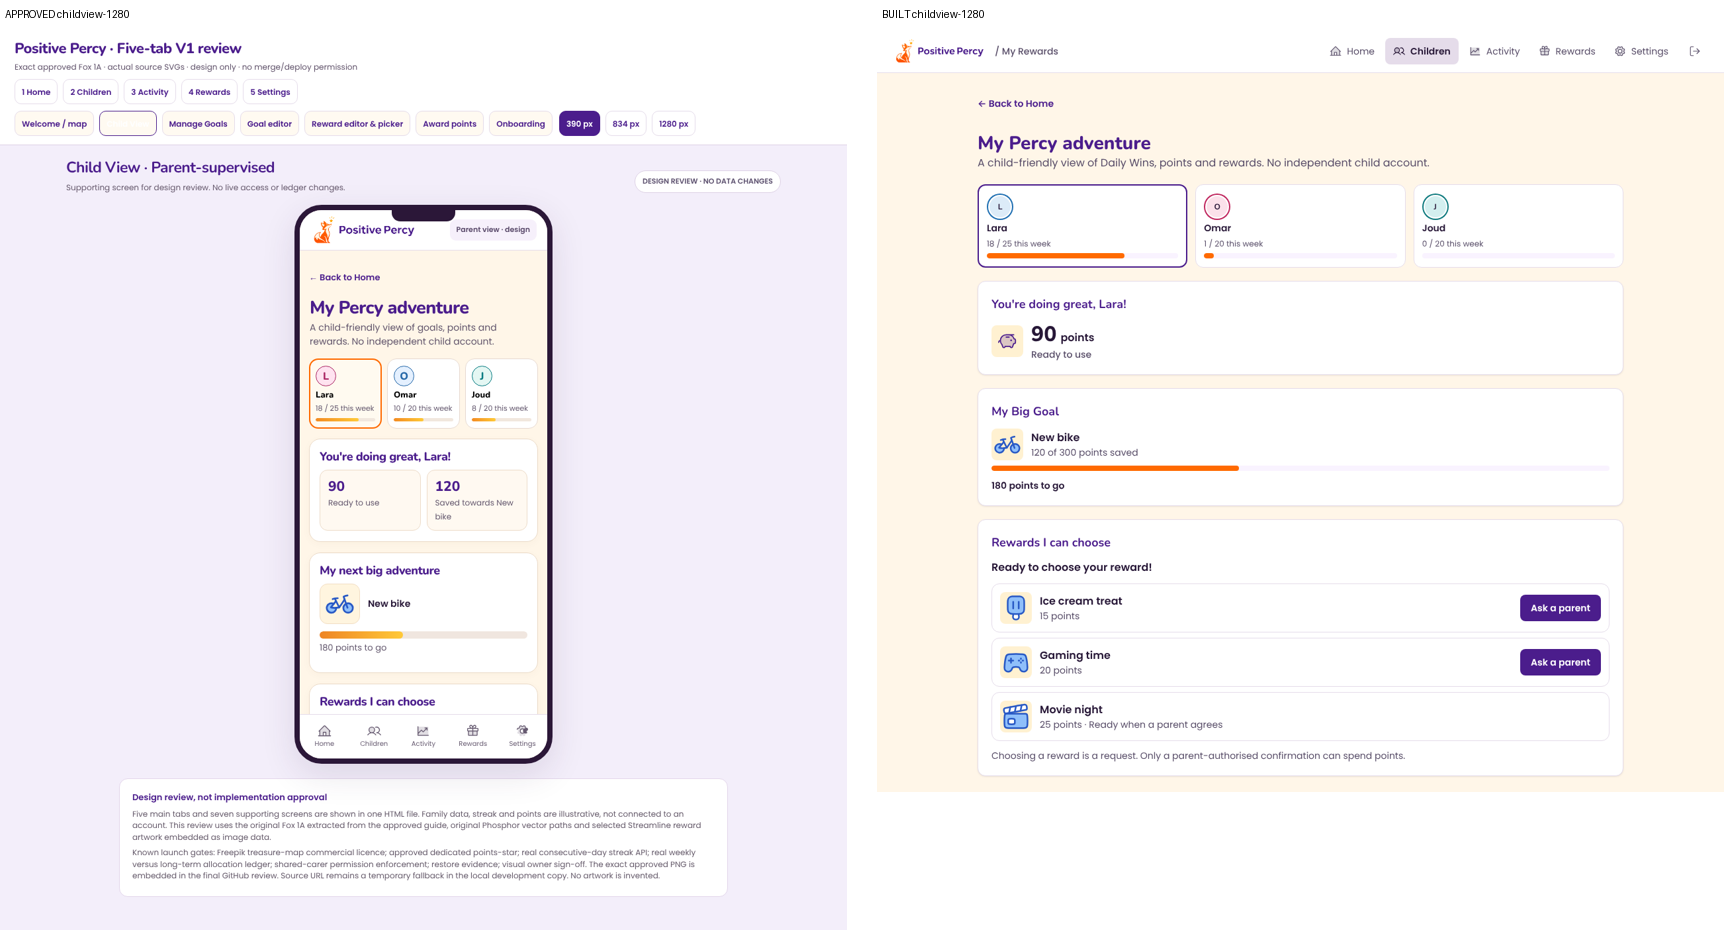 APPROVED childview-1280
Positive Percy · Five-tab V1 review
Exact approved Fox 1A · actual source SVGs · design only · no merge/deploy permission
1 Home
2 Children
3 Activity
4 Rewards
5 Settings
Welcome / map
Manage Goals
Goal editor
Reward editor & picker
Award points
Onboarding
390 px
834 px
1280 px
Child View · Parent-supervised
Supporting screen for design review. No live access or ledger changes.
DESIGN REVIEW · NO DATA CHANGES
Positive Percy
Parent view · design
← Back to Home
My Percy adventure
A child-friendly view of goals, points and
rewards. No independent child account.
L
Lara
18 / 25 this week
O
Omar
10 / 20 this week
J
Joud
8 / 20 this week
You're doing great, Lara!
90
Ready to use
120
Saved towards New
bike
My next big adventure
New bike
180 points to go
Rewards I can choose
Home
Children
Activity
Rewards
Settings
Design review, not implementation approval
Five main tabs and seven supporting screens are shown in one HTML file. Family data, streak and points are illustrative, not connected to an
account. This review uses the original Fox 1A extracted from the approved guide, original Phosphor vector paths and selected Streamline reward
artwork embedded as image data.
Known launch gates: Freepik treasure-map commercial licence; approved dedicated points-star; real consecutive-day streak API; real weekly
versus long-term allocation ledger; shared-carer permission enforcement; restore evidence; visual owner sign-off. The exact approved PNG is
embedded in the final GitHub review. Source URL remains a temporary fallback in the local development copy. No artwork is invented.
BUILT childview-1280
Positive Percy
/ My Rewards
Home
Children
Activity
Rewards
Settings
← Back to Home
My Percy adventure
A child-friendly view of Daily Wins, points and rewards. No independent child account.
L
Lara
18 / 25 this week
O
Omar
1 / 20 this week
J
Joud
0 / 20 this week
You're doing great, Lara!
90 points
Ready to use
My Big Goal
New bike
120 of 300 points saved
180 points to go
Rewards I can choose
Ready to choose your reward!
Ice cream treat
15 points
Ask a parent
Gaming time
20 points
Ask a parent
Movie night
25 points · Ready when a parent agrees
Choosing a reward is a request. Only a parent-authorised confirmation can spend points.